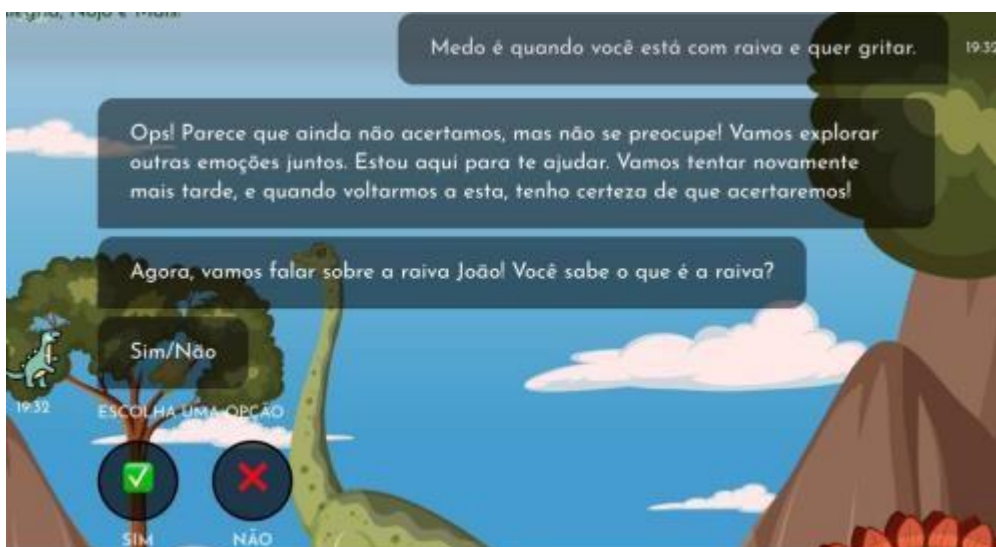 Alegria, Nojo e Mais!
Medo é quando você está com raiva e quer gritar.
19:32
Ops! Parece que ainda não acertamos, mas não se preocupe! Vamos explorar
outras emoções juntos. Estou aqui para te ajudar. Vamos tentar novamente
mais tarde, e quando voltarmos a esta, tenho certeza de que acertaremos!
Agora, vamos falar sobre a raiva João! Você sabe o que é a raiva?
Sim/Não
19:32
ESCOLHA UMA OPÇÃO
SIM
NÃO